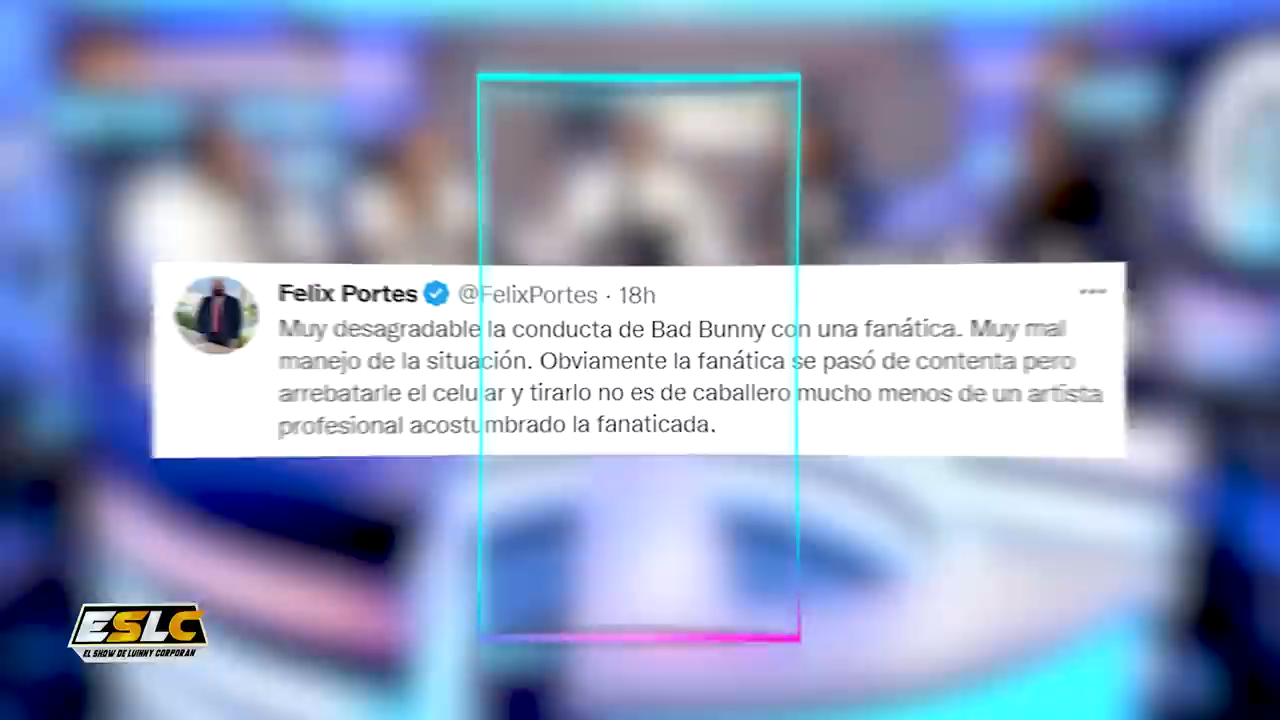 Felix Portes @FelixPortes · 18h
Muy desagradable la conducta de Bad Bunny con una fanática. Muy mal
manejo de la situación. Obviamente la fanática se pasó de contenta pero
arrebatarle el celular y tirarlo no es de caballero mucho menos de un artista
profesional acostumbrado la fanaticada.
ESLC
EL SHOW DE LUINNY CORPORAN